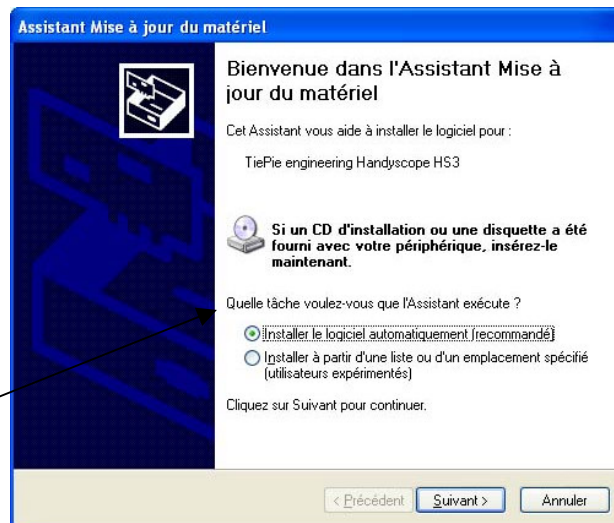 Assistant Mise à jour du matériel
Bienvenue dans l'Assistant Mise à
jour du matériel
Cet Assistant vous aide à installer le logiciel pour :
TiePie engineering Handyscope HS3
Si un CD d'installation ou une disquette a été
fourni avec votre périphérique, insérez-le
maintenant.
Quelle tâche voulez-vous que l'Assistant exécute ?
Installer le logiciel automatiquement (recommandé)
Installer à partir d'une liste ou d'un emplacement spécifié
(utilisateurs expérimentés)
Cliquez sur Suivant pour continuer.
< Précédent Suivant > Annuler